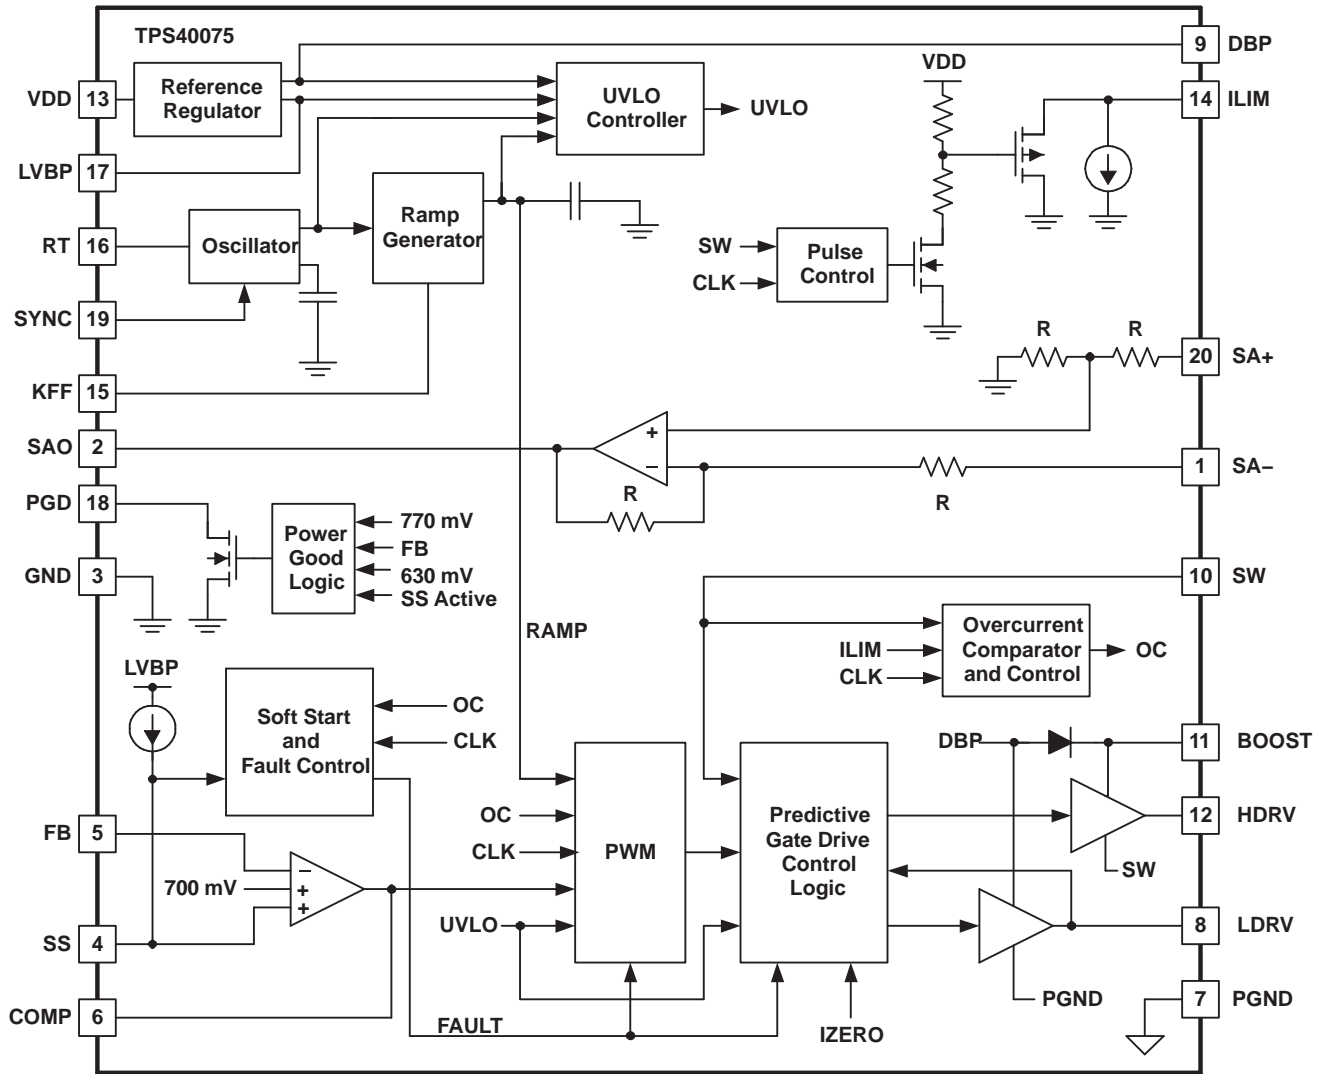 TPS40075
9 DBP
VDD
VDD 13
Reference
Regulator
UVLO
Controller
UVLO
14 ILIM
LVBP 17
Ramp
Generator
RT 16
Oscillator
SW
CLK
Pulse
Control
SYNC 19
R
R
20 SA+
KFF 15
SAO 2
+
−
1 SA−
R
R
PGD 18
Power
Good
Logic
770 mV
FB
630 mV
SS Active
GND 3
10 SW
RAMP
Overcurrent
Comparator
and Control
ILIM
CLK
OC
LVBP
Soft Start
and
Fault Control
OC
CLK
DBP
11 BOOST
FB 5
OC
CLK
PWM
Predictive
Gate Drive
Control
Logic
12 HDRV
SW
700 mV
−
+
+
UVLO
SS 4
8 LDRV
PGND
7 PGND
COMP 6
FAULT
IZERO